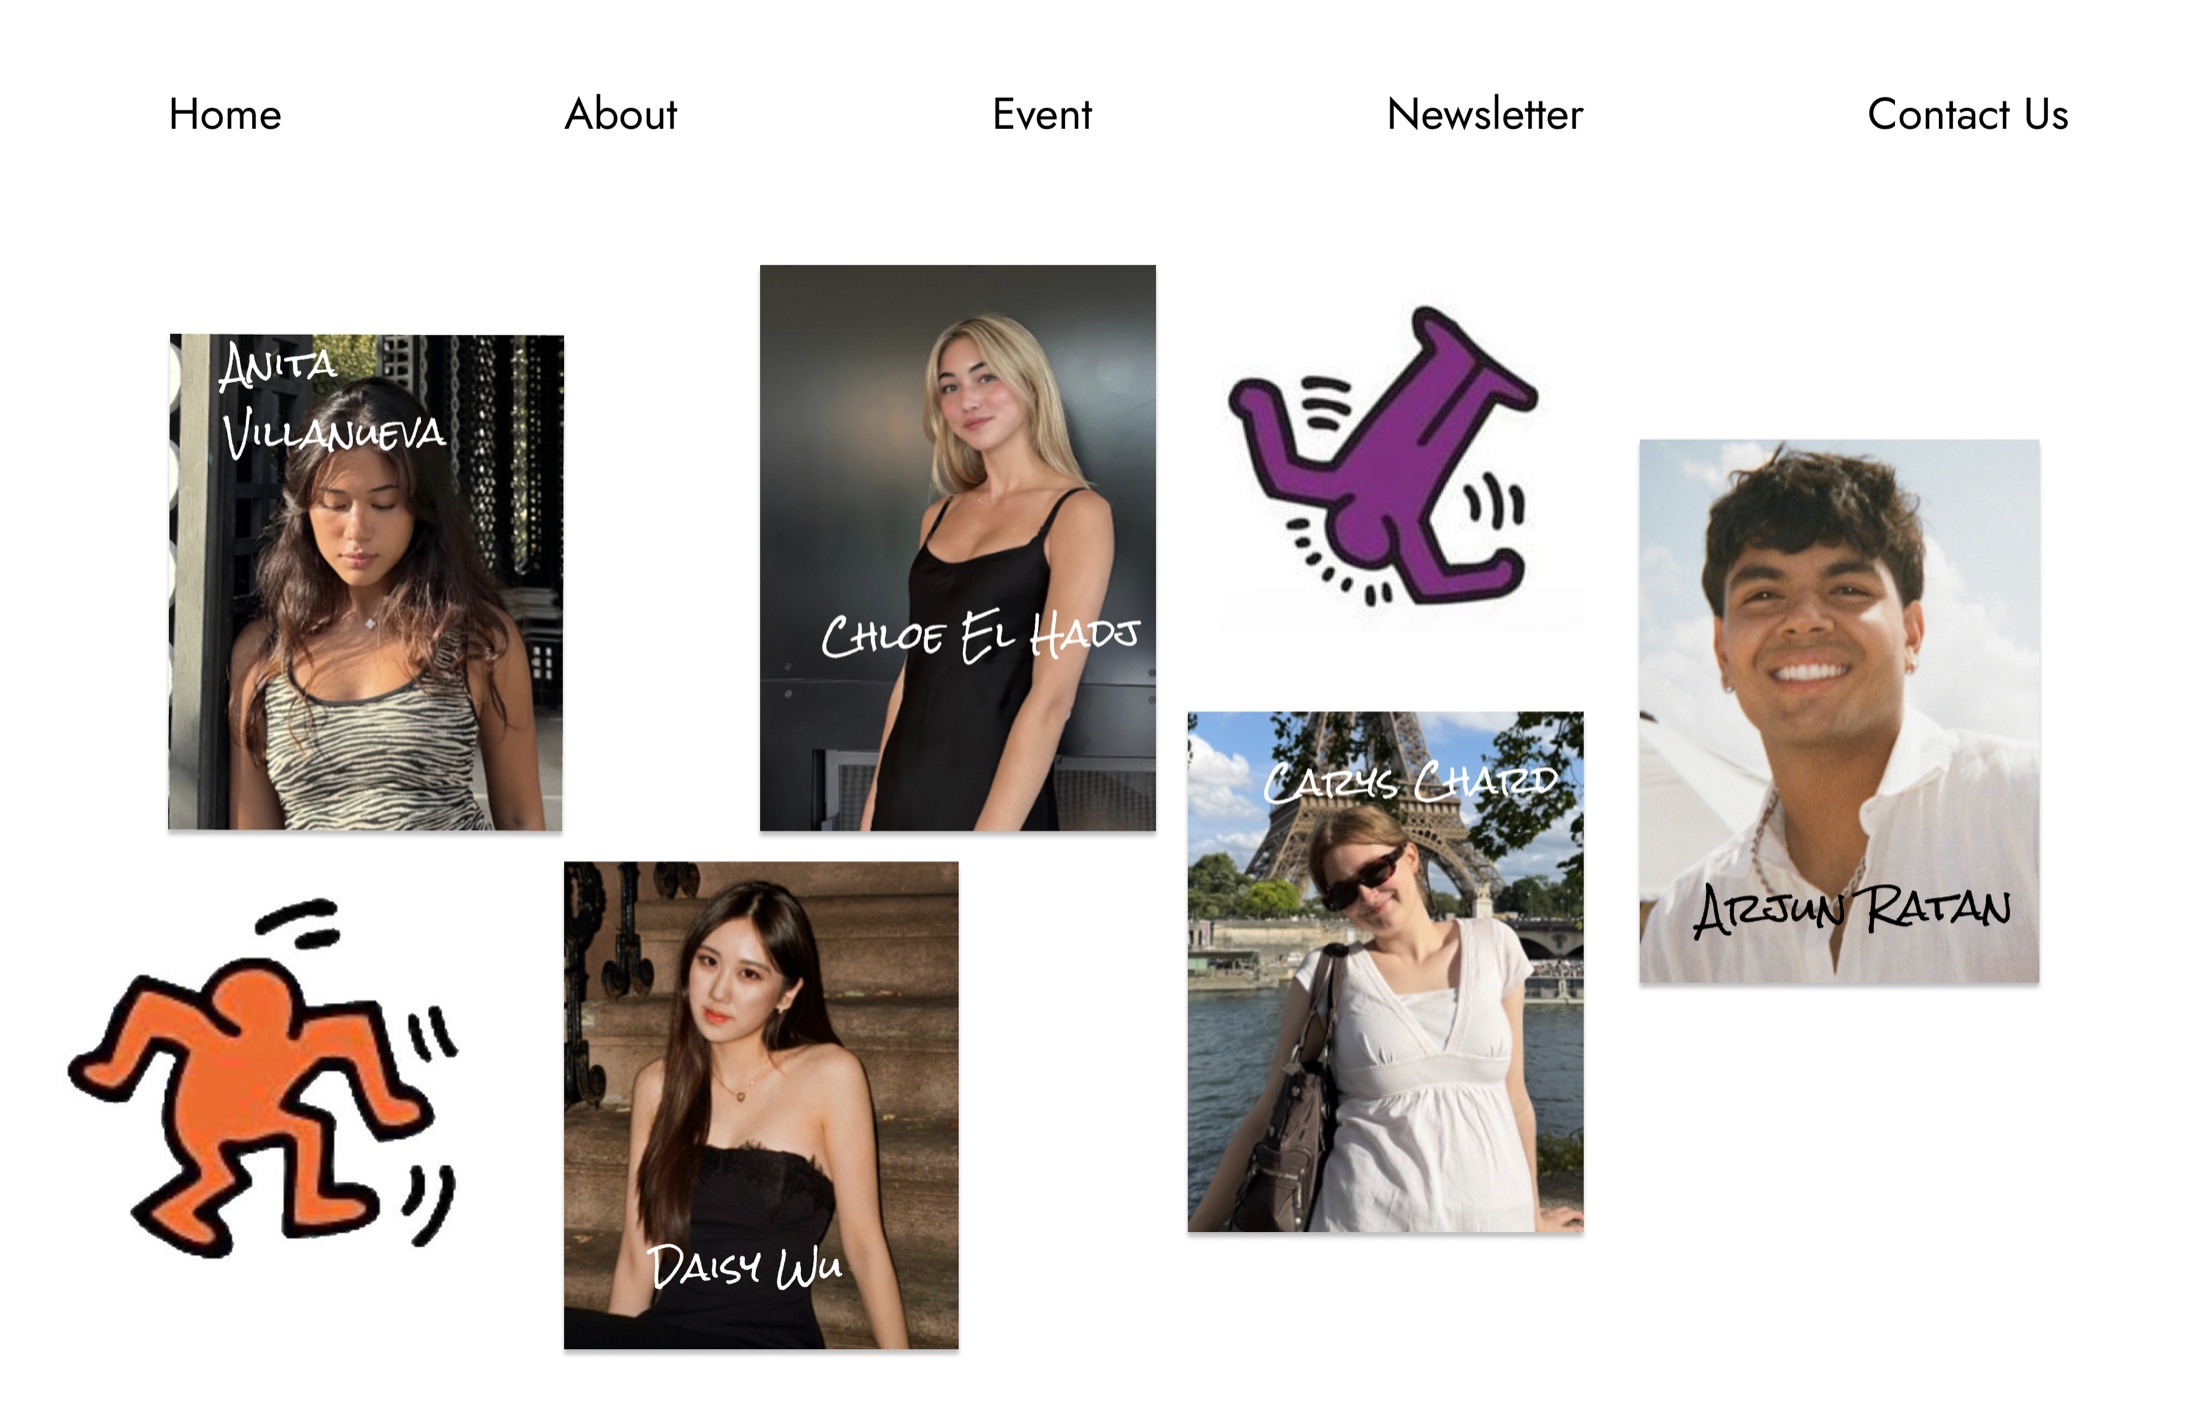 Home
About
Event
Newsletter
Contact Us
Anita
Villanueva
Chloe El Hadj
Carys Chard
Arjun Ratan
Daisy Wu